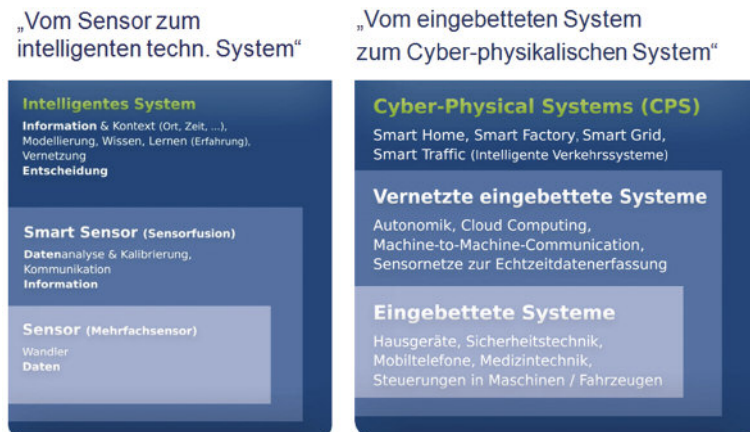 „Vom Sensor zum
intelligenten techn. System“
Intelligentes System
Information & Kontext (Ort, Zeit, ...),
Modellierung, Wissen, Lernen (Erfahrung),
Vernetzung
Entscheidung
Smart Sensor (Sensorfusion)
Datenanalyse & Kalibrierung,
Kommunikation
Information
Sensor (Mehrfachsensor)
Wandler
Daten
„Vom eingebetteten System
zum Cyber-physikalischen System“
Cyber-Physical Systems (CPS)
Smart Home, Smart Factory, Smart Grid,
Smart Traffic (Intelligente Verkehrssysteme)
Vernetzte eingebettete Systeme
Autonomik, Cloud Computing,
Machine-to-Machine-Communication,
Sensornetze zur Echtzeitdatenerfassung
Eingebettete Systeme
Hausgeräte, Sicherheitstechnik,
Mobiltelefone, Medizintechnik,
Steuerungen in Maschinen / Fahrzeugen